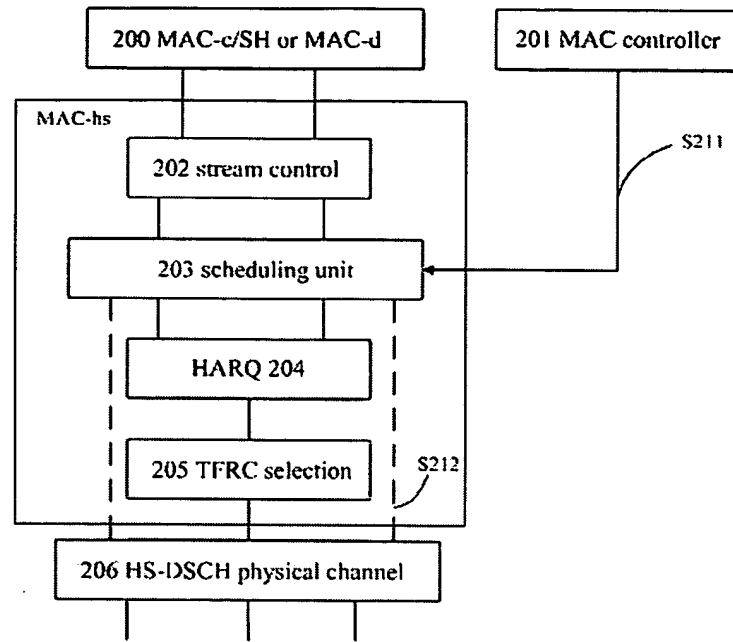 200 MAC-c/SH or MAC-d
201 MAC controller
MAC-hs
S211
202 stream control
203 scheduling unit
HARQ 204
205 TFRC selection
S212
206 HS-DSCH physical channel